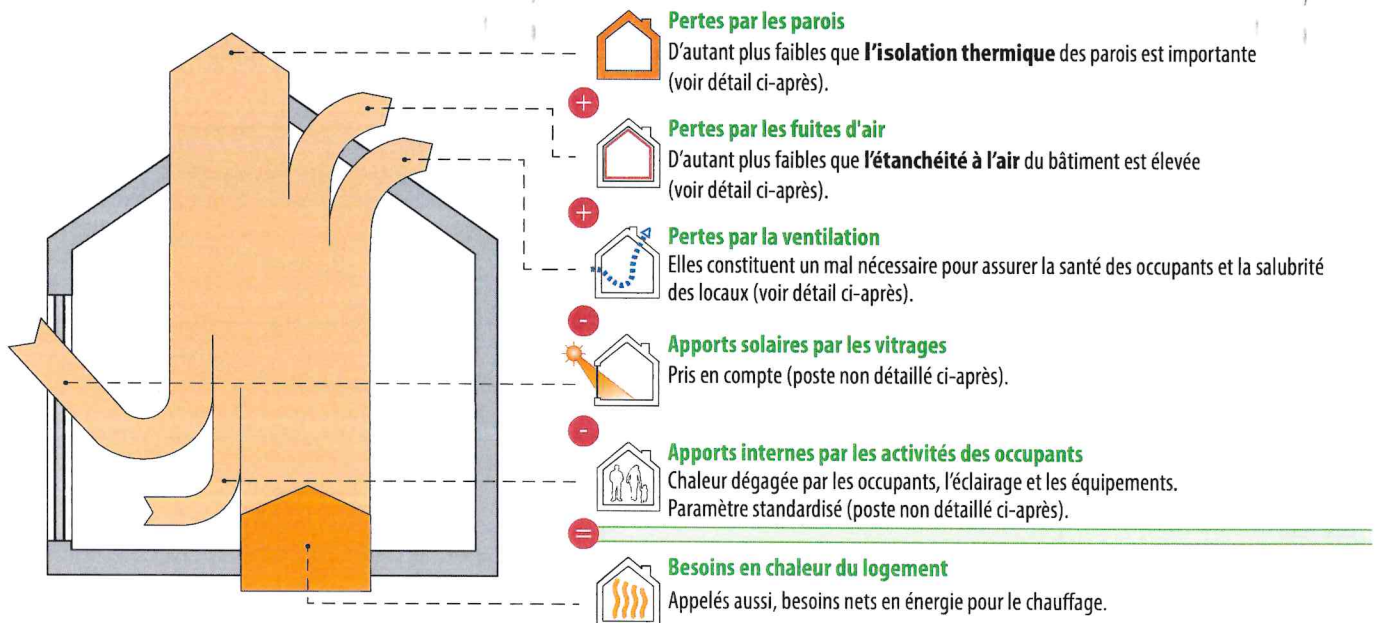 Pertes par les parois
D'autant plus faibles que l'isolation thermique des parois est importante
(voir détail ci-après).
+
Pertes par les fuites d'air
D'autant plus faibles que l'étanchéité à l'air du bâtiment est élevée
(voir détail ci-après).
+
Pertes par la ventilation
Elles constituent un mal nécessaire pour assurer la santé des occupants et la salubrité
des locaux (voir détail ci-après).
-
Apports solaires par les vitrages
Pris en compte (poste non détaillé ci-après).
-
Apports internes par les activités des occupants
Chaleur dégagée par les occupants, l'éclairage et les équipements.
Paramètre standardisé (poste non détaillé ci-après).
=
Besoins en chaleur du logement
Appelés aussi, besoins nets en énergie pour le chauffage.